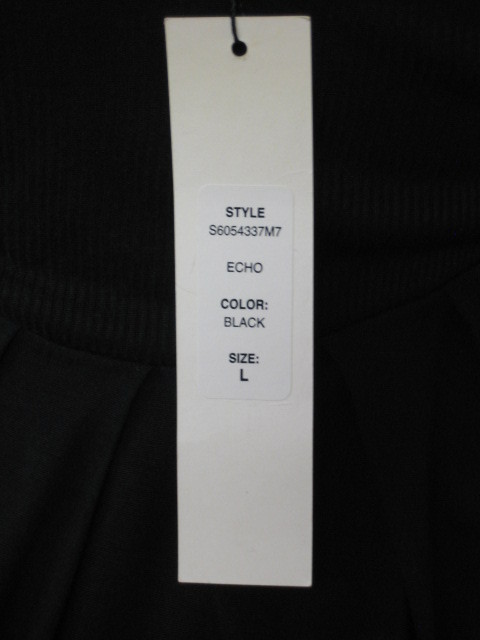 STYLE
S6054337M7
ECHO
COLOR:
BLACK
SIZE:
L